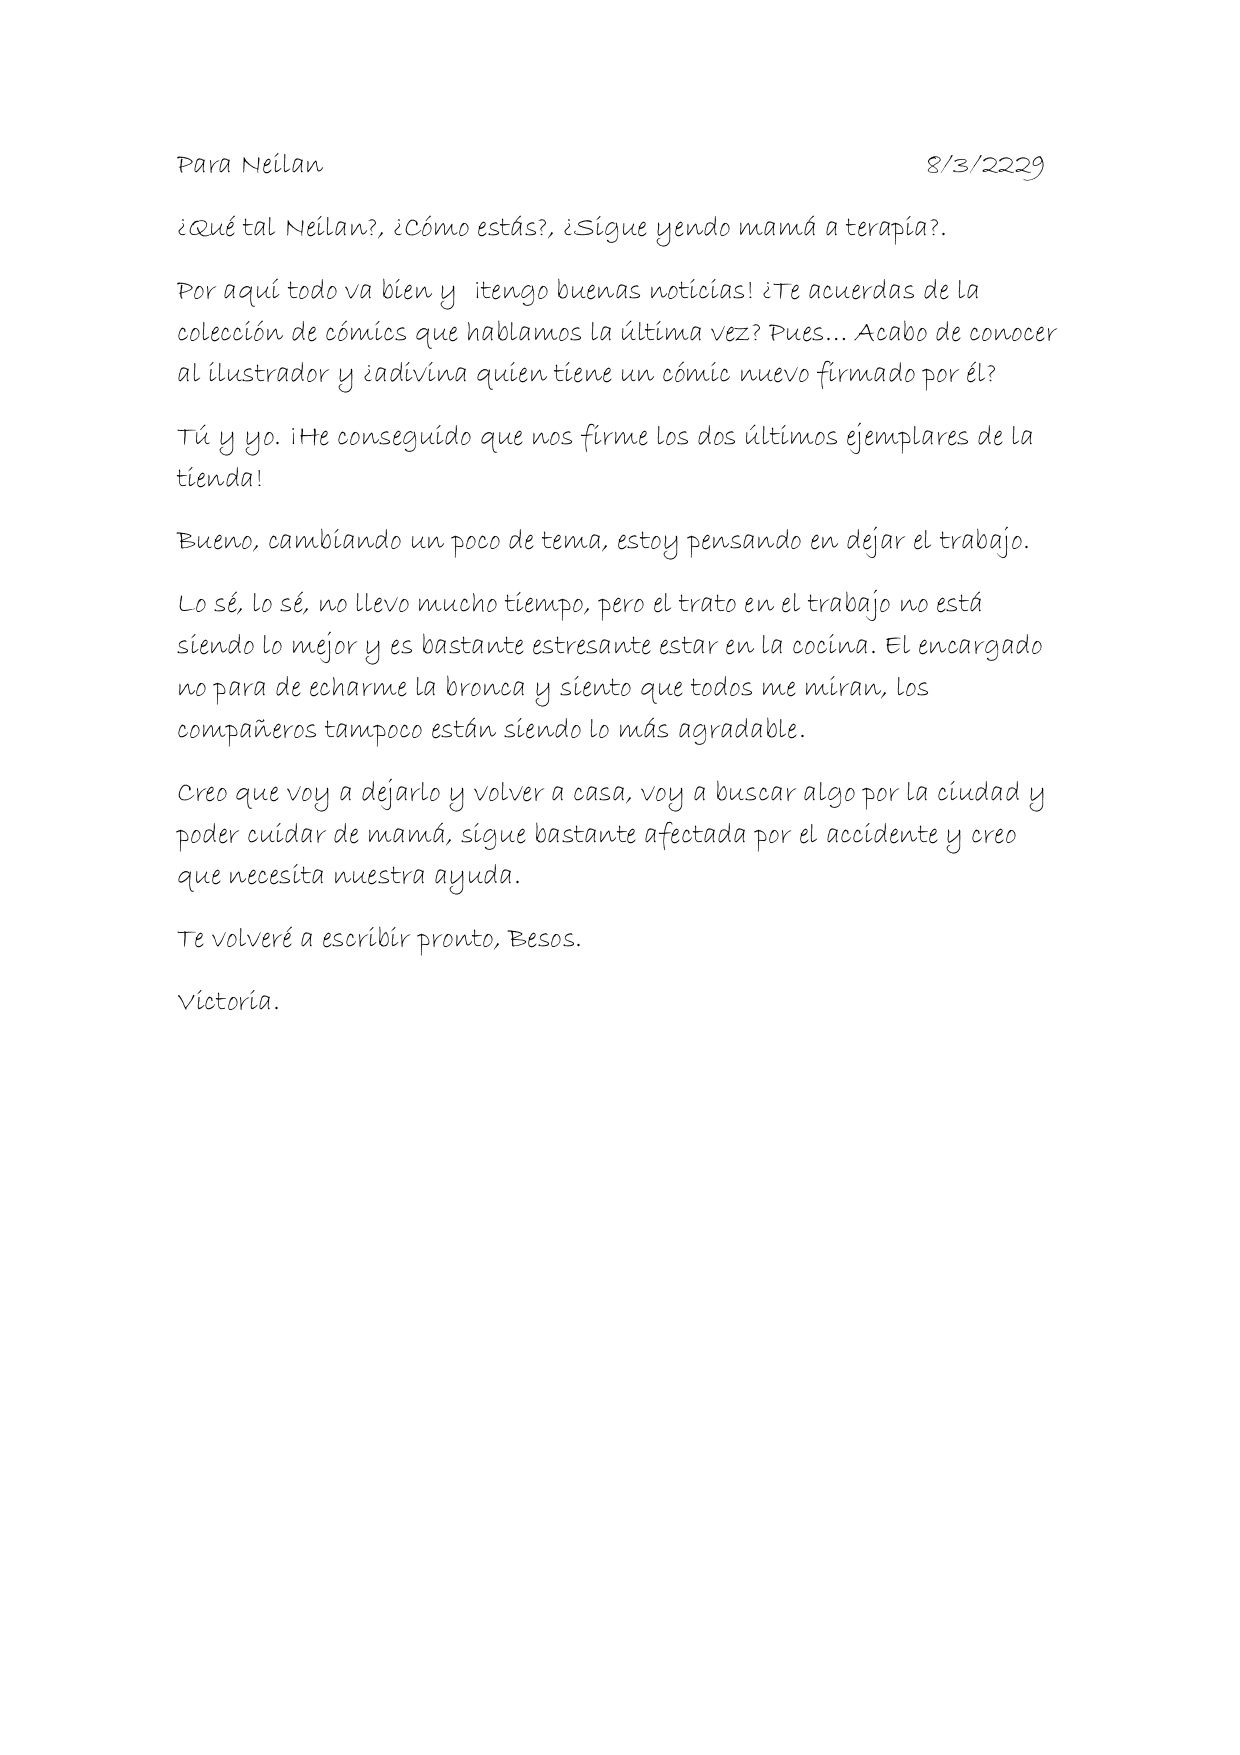 Para Neilan 8/3/2229
¿Qué tal Neilan?, ¿Cómo estás?, ¿Sigue yendo mamá a terapia?.
Por aquí todo va bien y ¡tengo buenas noticias! ¿Te acuerdas de la
colección de cómics que hablamos la última vez? Pues... Acabo de conocer
al ilustrador y ¿adivina quien tiene un cómic nuevo firmado por él?
Tú y yo. ¡He conseguido que nos firme los dos últimos ejemplares de la
tienda!
Bueno, cambiando un poco de tema, estoy pensando en dejar el trabajo.
Lo sé, lo sé, no llevo mucho tiempo, pero el trato en el trabajo no está
siendo lo mejor y es bastante estresante estar en la cocina. El encargado
no para de echarme la bronca y siento que todos me miran, los
compañeros tampoco están siendo lo más agradable.
Creo que voy a dejarlo y volver a casa, voy a buscar algo por la ciudad y
poder cuidar de mamá, sigue bastante afectada por el accidente y creo
que necesita nuestra ayuda.
Te volveré a escribir pronto, Besos.
Victoria.